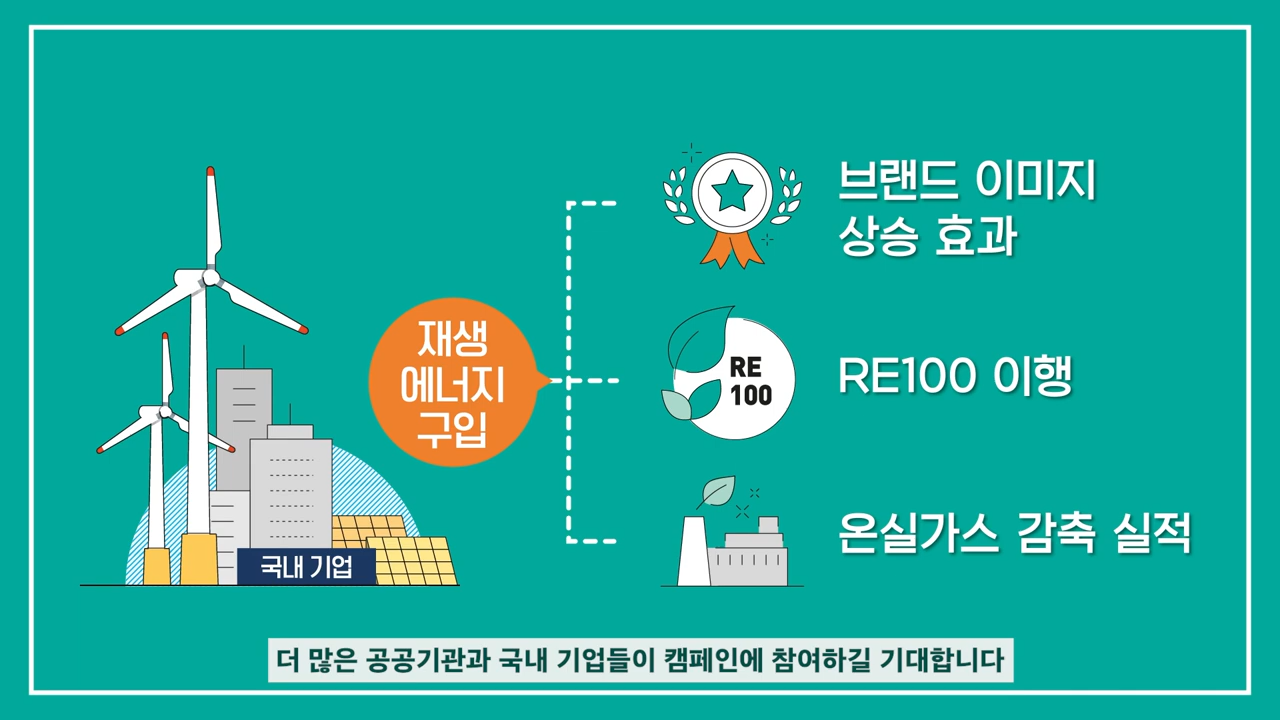 재생
에너지
구입
국내 기업
브랜드 이미지
상승 효과
RE
100
RE100 이행
온실가스 감축 실적
더 많은 공공기관과 국내 기업들이 캠페인에 참여하길 기대합니다